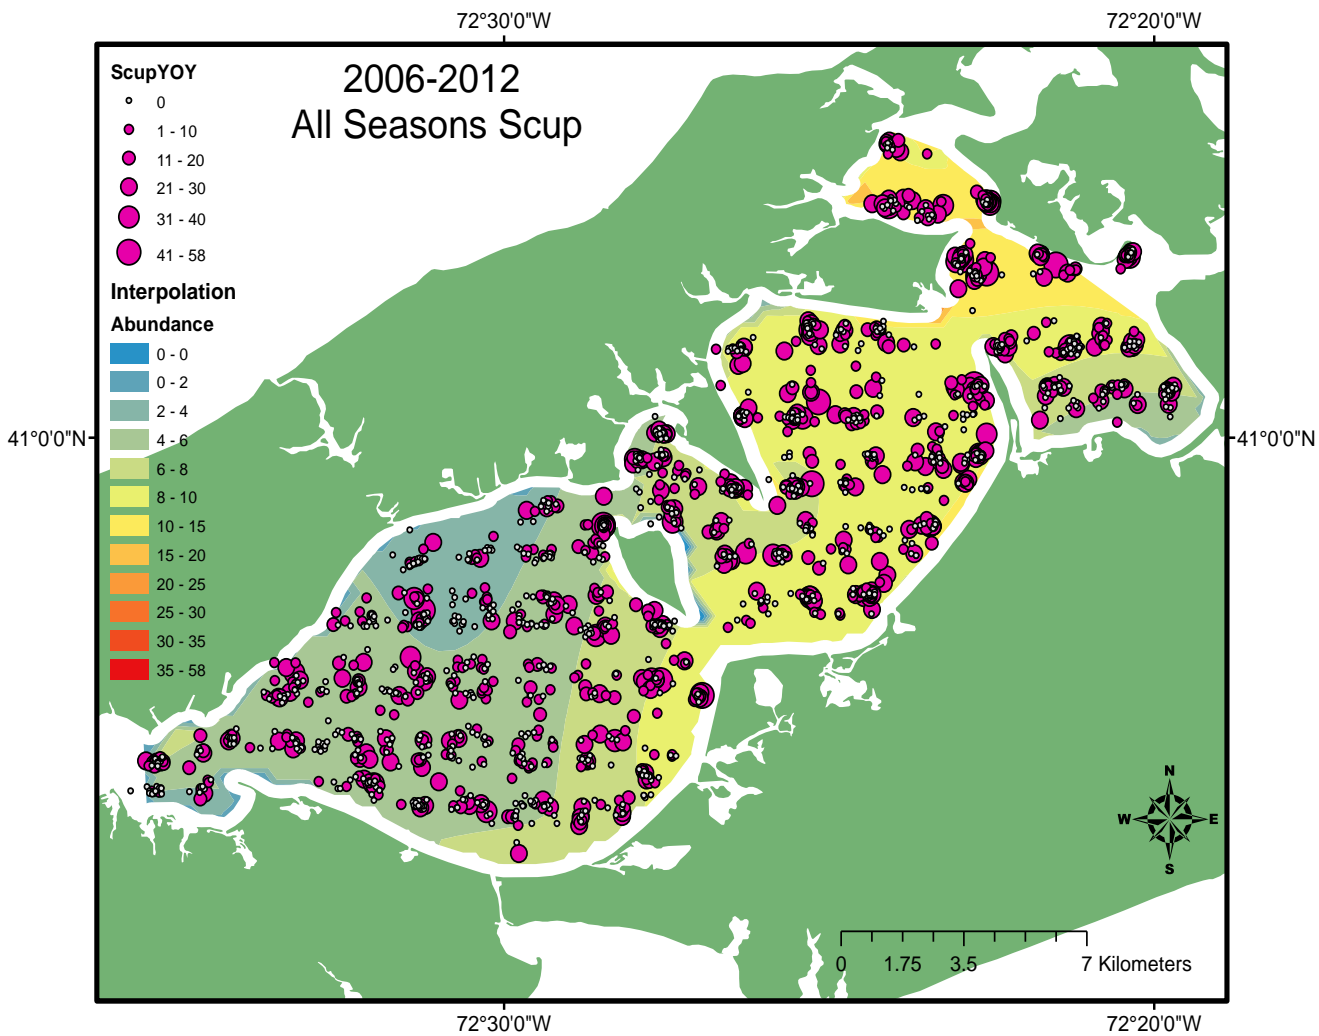 72°30'0"W 72°20'0"W
2006-2012
All Seasons Scup
ScupYOY
0
1 - 10
11 - 20
21 - 30
31 - 40
41 - 58
Interpolation
Abundance
0 - 0
0 - 2
2 - 4
4 - 6
6 - 8
8 - 10
10 - 15
15 - 20
20 - 25
25 - 30
30 - 35
35 - 58
41°0'0"N 41°0'0"N
N
W E
S
0 1.75 3.5 7 Kilometers
72°30'0"W 72°20'0"W